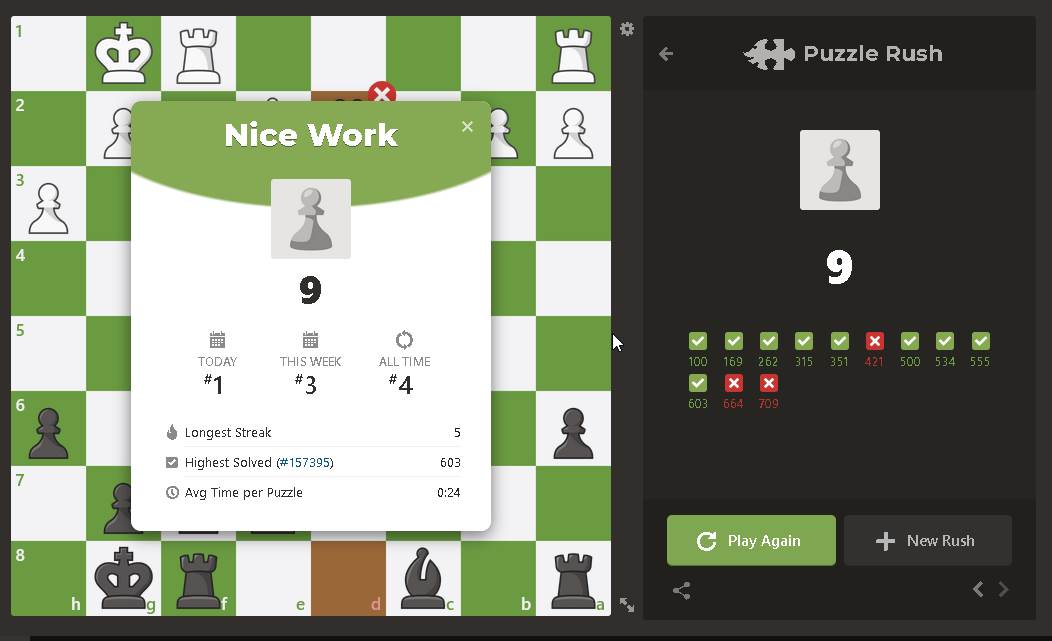 1
2
3
4
5
6
7
8
h
g
f
e
d
c
b
a
Nice Work
9
TODAY
#1
THIS WEEK
#3
ALL TIME
#4
Longest Streak 5
Highest Solved (#157395) 603
Avg Time per Puzzle 0:24
Puzzle Rush
9
100 169 262 315 351 421 500 534 555
603 664 709
Play Again
New Rush